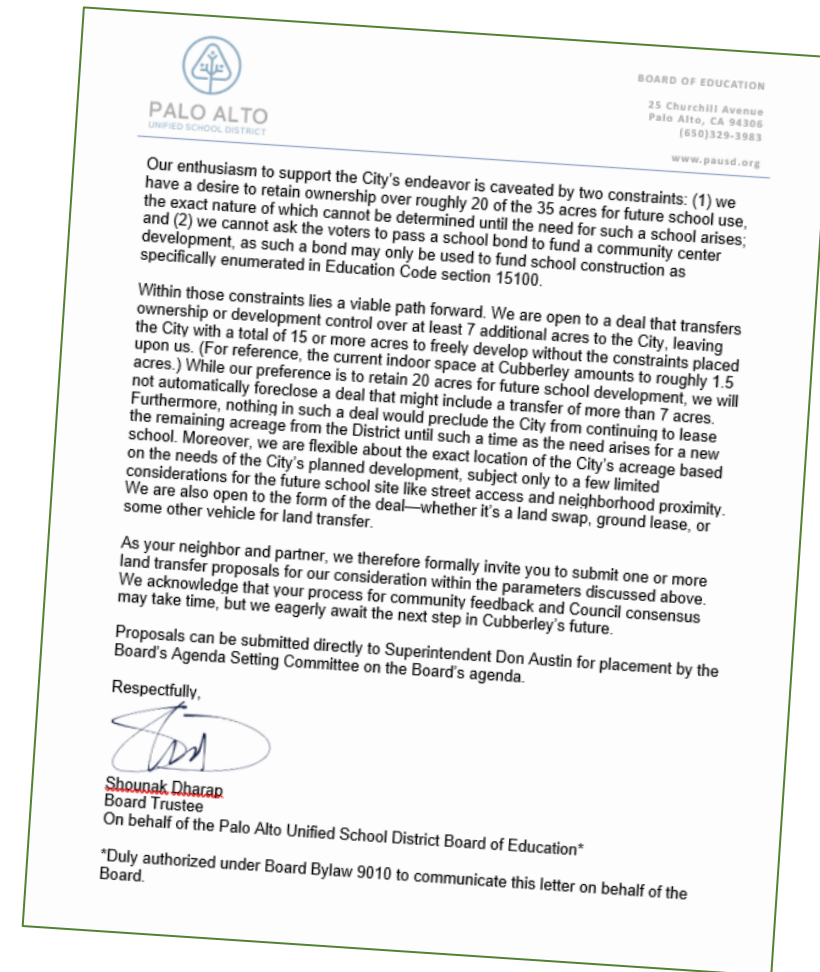 PALO ALTO
UNIFIED SCHOOL DISTRICT
BOARD OF EDUCATION
25 Churchill Avenue
Palo Alto, CA 94306
(650)329-3983
www.pausd.org
Our enthusiasm to support the City's endeavor is caveated by two constraints: (1) we
have a desire to retain ownership over roughly 20 of the 35 acres for future school use,
the exact nature of which cannot be determined until the need for such a school arises;
and (2) we cannot ask the voters to pass a school bond to fund a community center
development, as such a bond may only be used to fund school construction as
specifically enumerated in Education Code section 15100.
Within those constraints lies a viable path forward. We are open to a deal that transfers
ownership or development control over at least 7 additional acres to the City, leaving
the City with a total of 15 or more acres to freely develop without the constraints placed
upon us. (For reference, the current indoor space at Cubberley amounts to roughly 1.5
acres.) While our preference is to retain 20 acres for future school development, we will
not automatically foreclose a deal that might include a transfer of more than 7 acres.
Furthermore, nothing in such a deal would preclude the City from continuing to lease
the remaining acreage from the District until such a time as the need arises for a new
school. Moreover, we are flexible about the exact location of the City's acreage based
on the needs of the City's planned development, subject only to a few limited
considerations for the future school site like street access and neighborhood proximity.
We are also open to the form of the deal—whether it's a land swap, ground lease, or
some other vehicle for land transfer.
As your neighbor and partner, we therefore formally invite you to submit one or more
land transfer proposals for our consideration within the parameters discussed above.
We acknowledge that your process for community feedback and Council consensus
may take time, but we eagerly await the next step in Cubberley's future.
Proposals can be submitted directly to Superintendent Don Austin for placement by the
Board's Agenda Setting Committee on the Board's agenda.
Respectfully,
Shounak Dharap
Board Trustee
On behalf of the Palo Alto Unified School District Board of Education*
*Duly authorized under Board Bylaw 9010 to communicate this letter on behalf of the
Board.